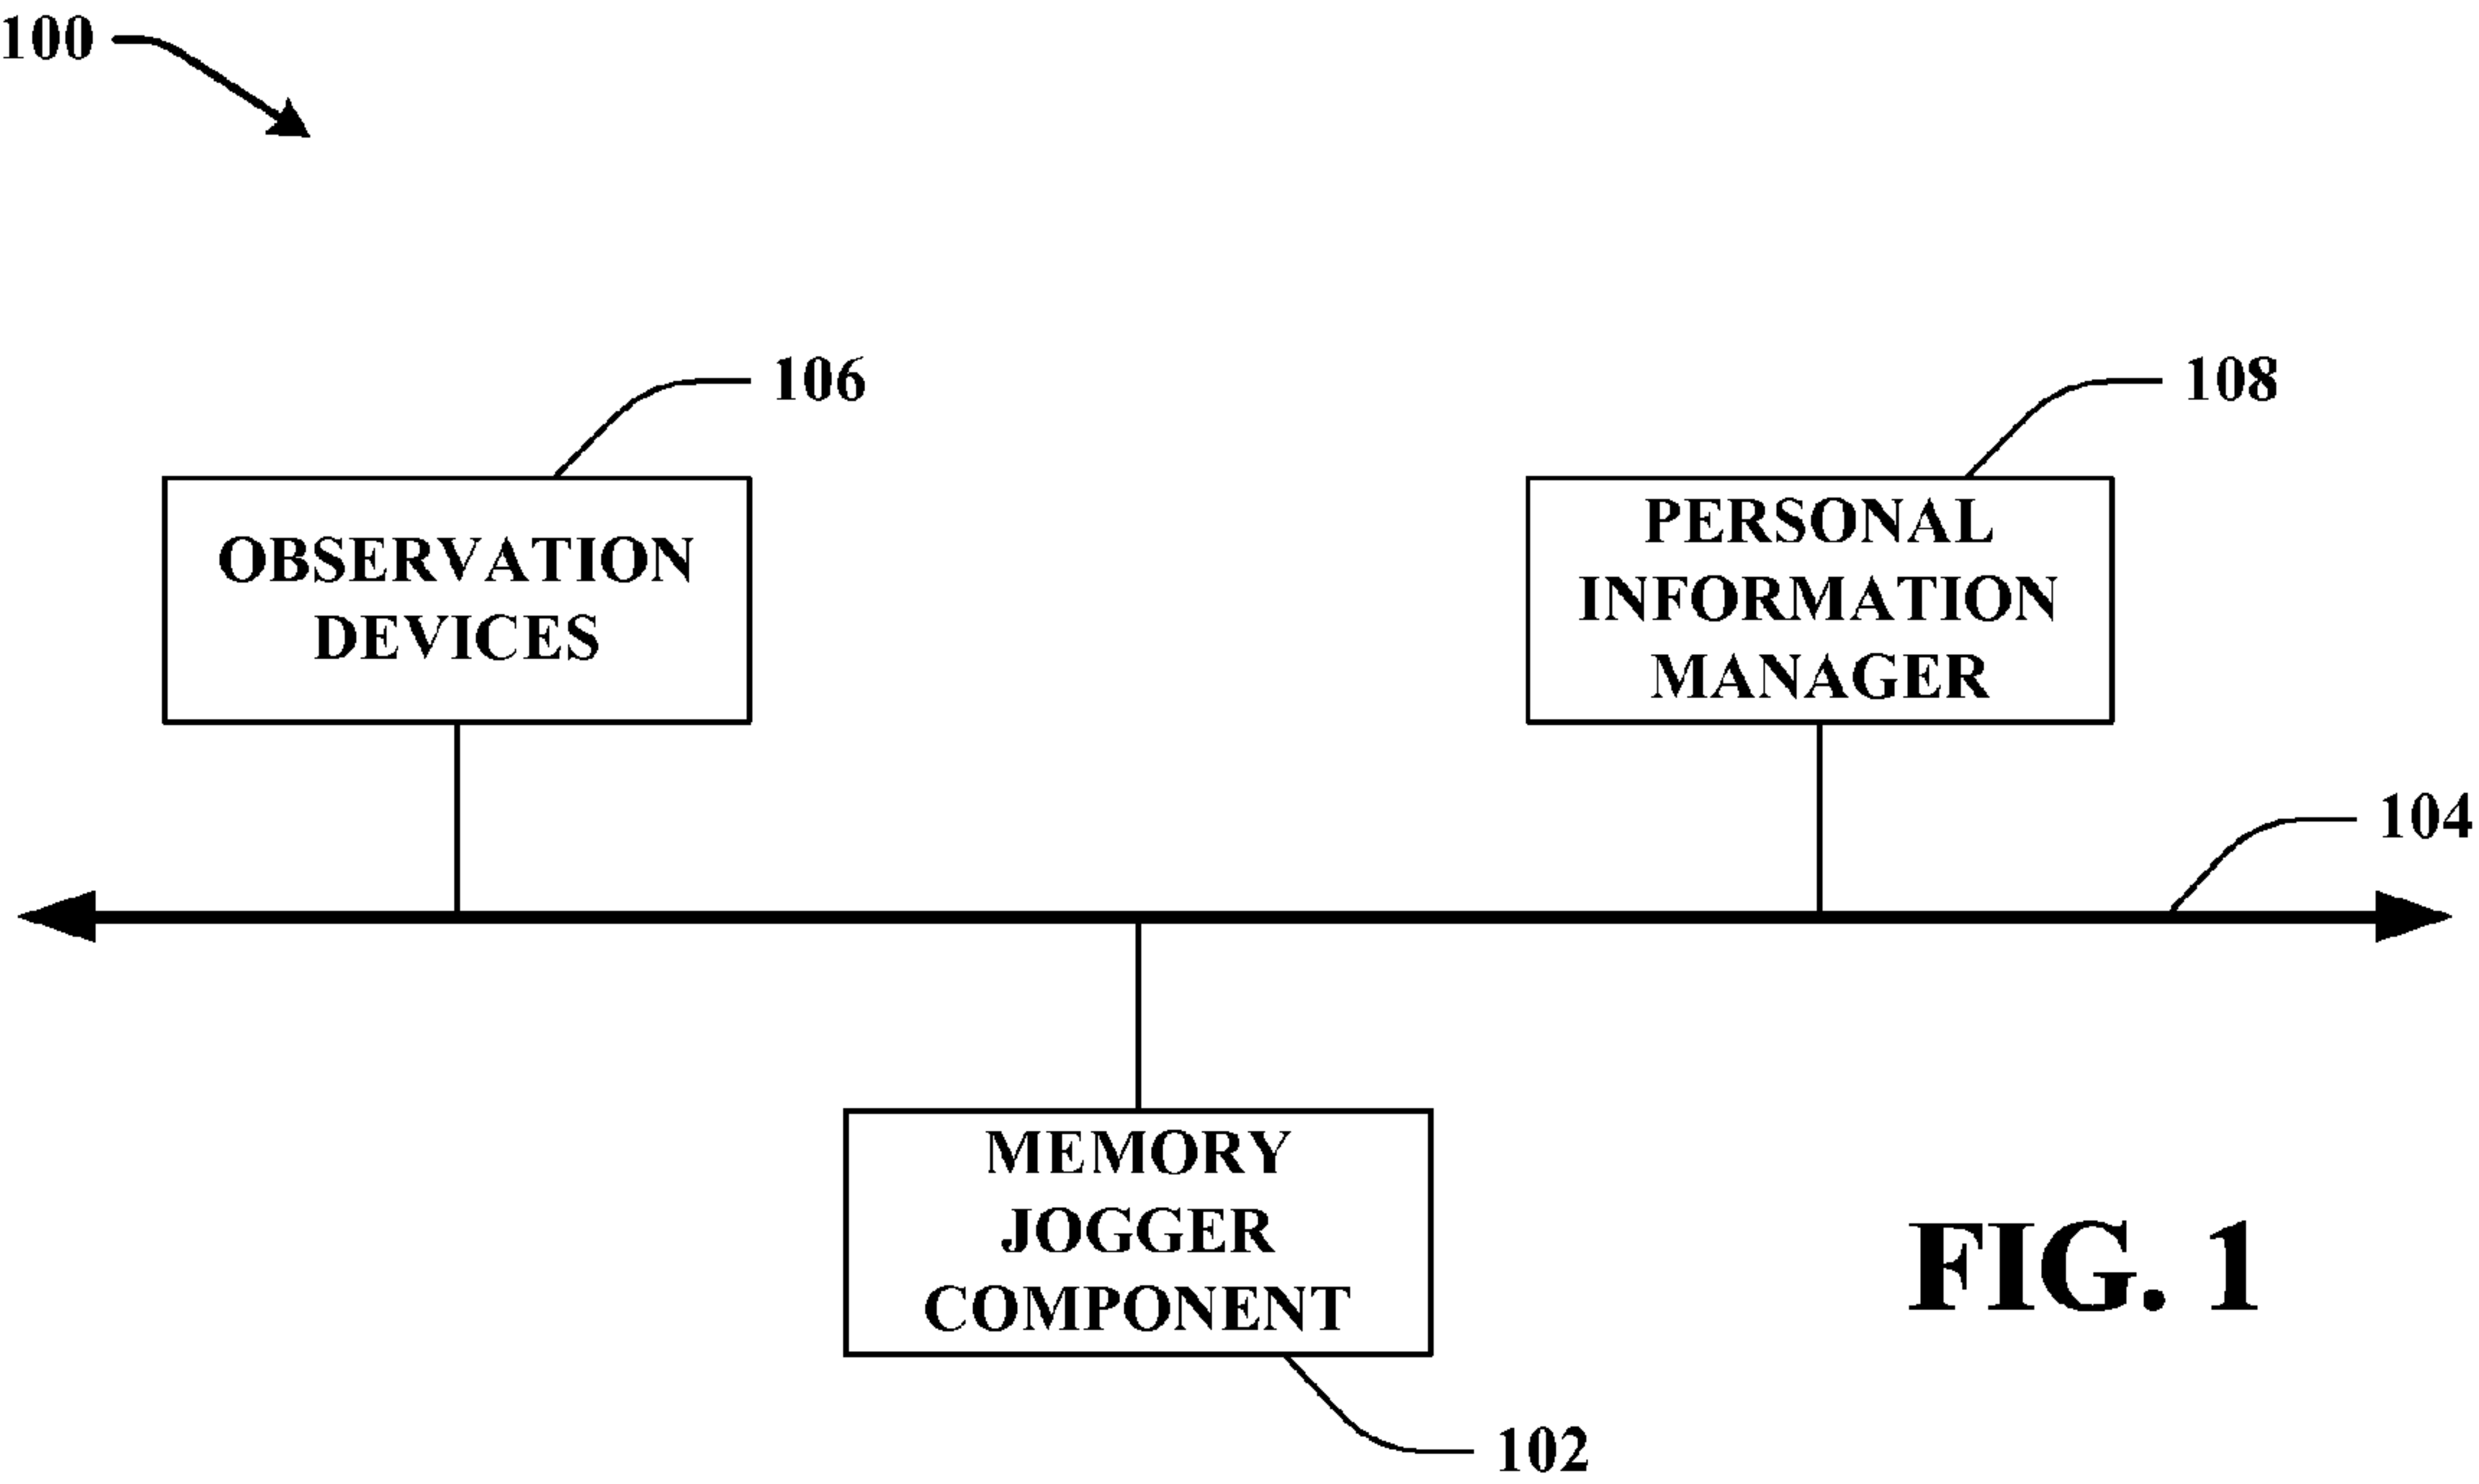 100
106
108
OBSERVATION
DEVICES
PERSONAL
INFORMATION
MANAGER
104
MEMORY
JOGGER
COMPONENT
FIG. 1
102